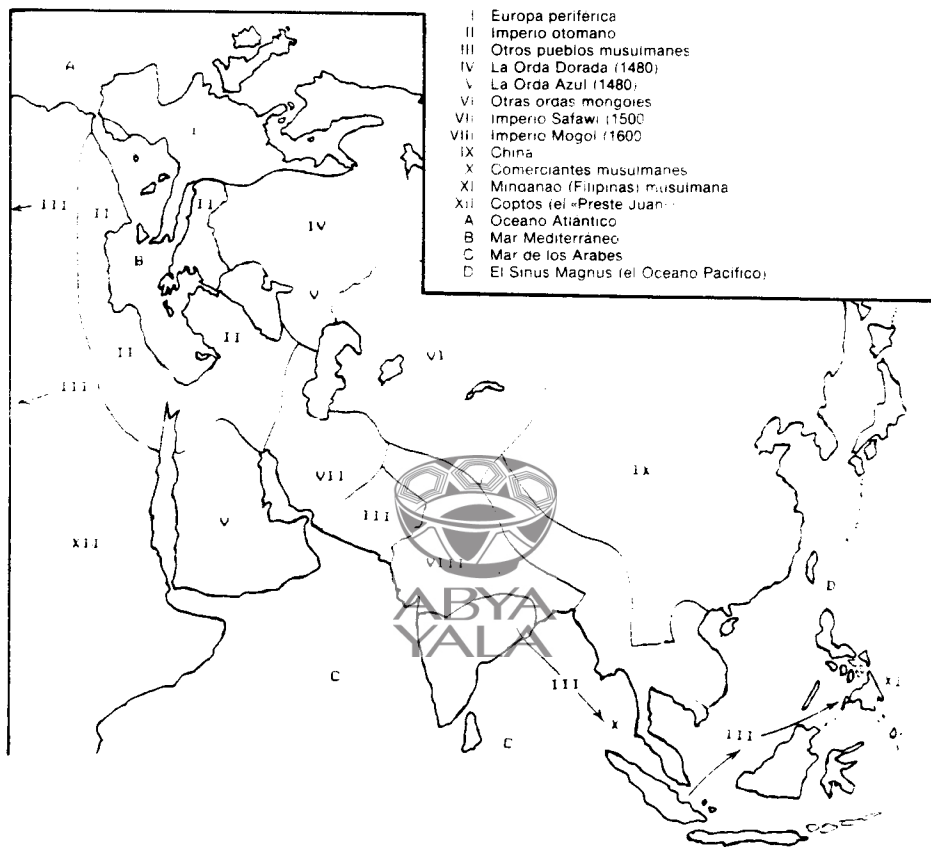 I Europa periférica
II Imperio otomano
III Otros pueblos musulmanes
IV La Orda Dorada (1480)
V La Orda Azul (1480)
VI Otras ordas mongoles
VII Imperio Safawi (1500
VIII Imperio Mogol (1600
IX China
X Comerciantes musulmanes
XI Mindanao (Filipinas) musulmana
XII Coptos (el «Preste Juan»
A Oceano Atlántico
B Mar Mediterráneo
C Mar de los Arabes
D El Sinus Magnus (el Oceano Pacífico)
A
I
III
II
II
IV
B
V
II
II
VI
III
IX
VII
III
XII
V
VIII
D
ABYA
YALA
C
III
XI
X
III
C